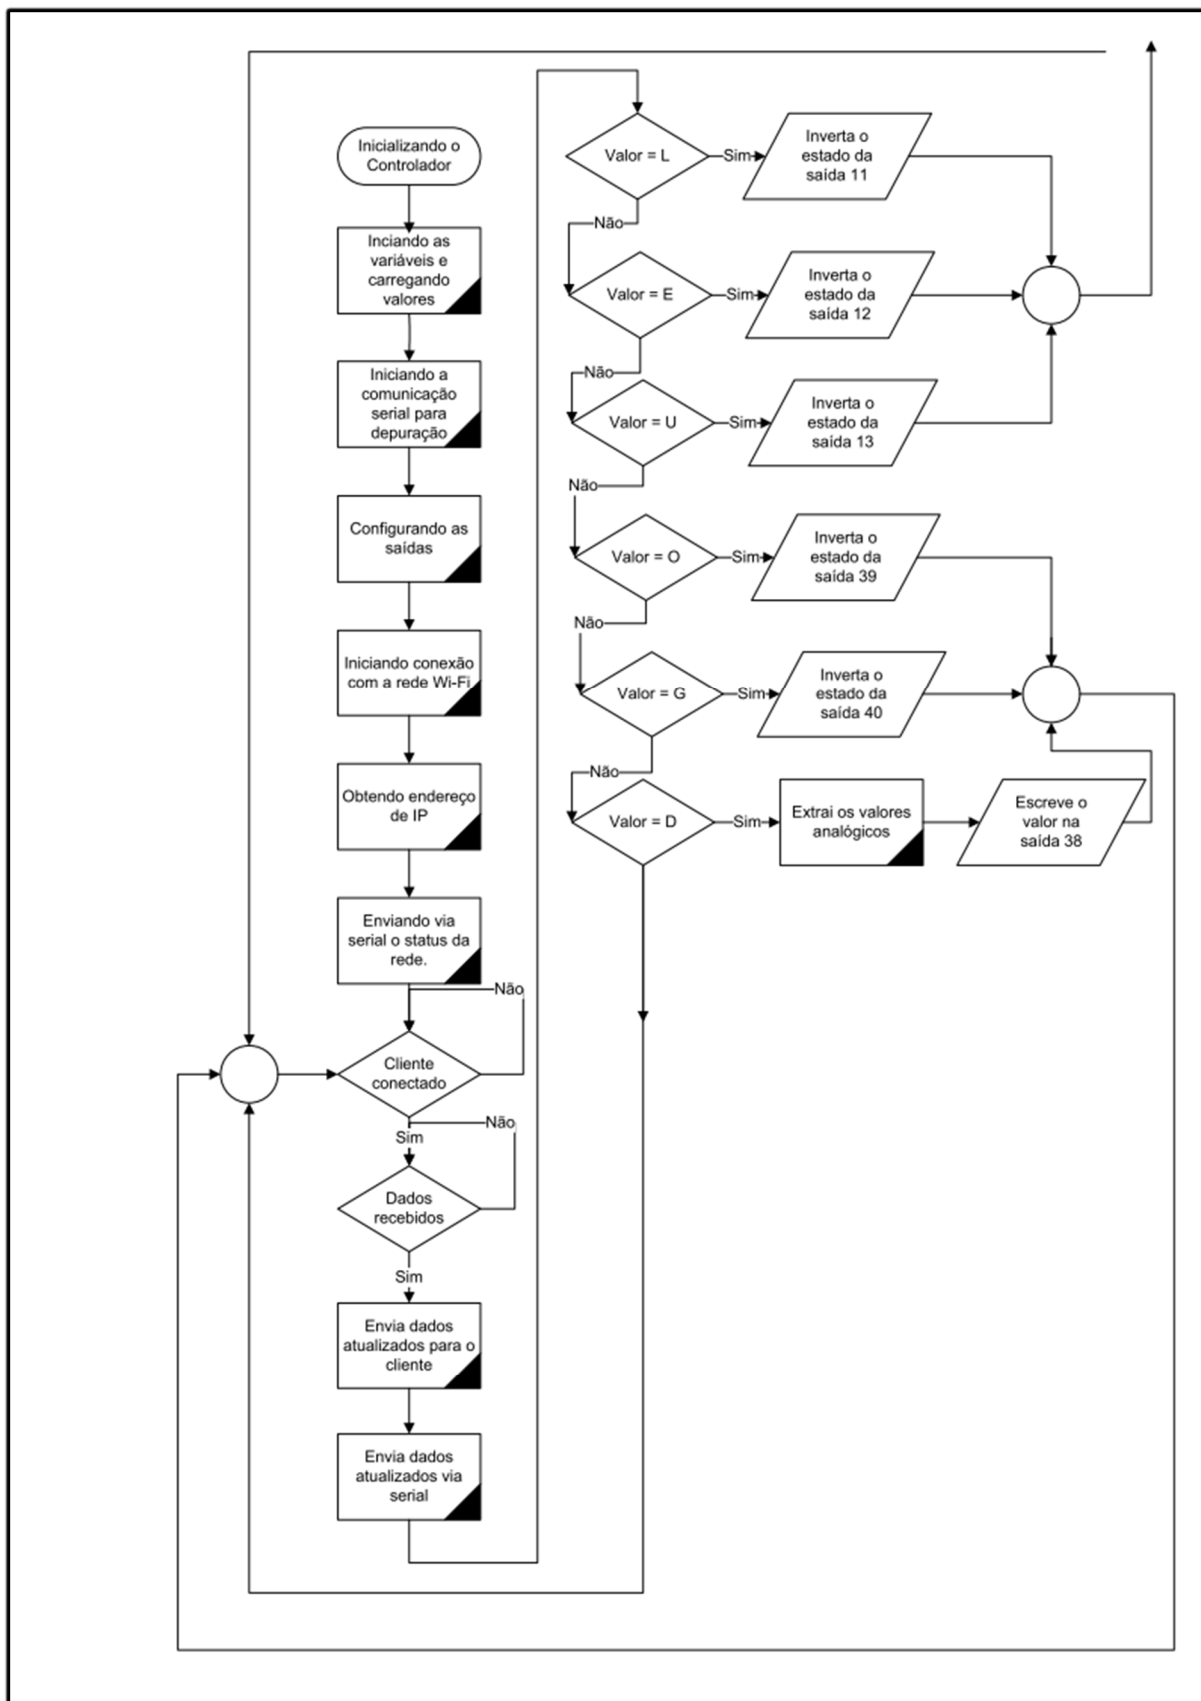 Inicializando o
Controlador
Inciando as
variáveis e
carregando
valores
Iniciando a
comunicação
serial para
depuração
Configurando as
saídas
Iniciando conexão
com a rede Wi-Fi
Obtendo endereço
de IP
Enviando via
serial o status da
rede.
Não
Cliente
conectado
Sim
Não
Dados
recebidos
Sim
Envia dados
atualizados para o
cliente
Envia dados
atualizados via
serial
Valor = L
Sim
Inverta o
estado da
saída 11
Não
Valor = E
Sim
Inverta o
estado da
saída 12
Não
Valor = U
Sim
Inverta o
estado da
saída 13
Não
Valor = O
Sim
Inverta o
estado da
saída 39
Não
Valor = G
Sim
Inverta o
estado da
saída 40
Não
Valor = D
Sim
Extrai os valores
analógicos
Escreve o
valor na
saída 38